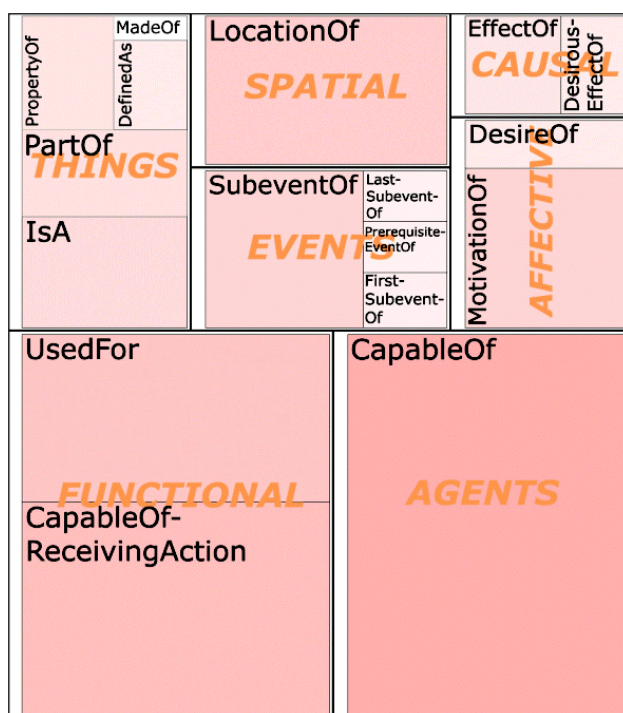 MadeOf
PropertyOf
DefinedAs
PartOf
THINGS
IsA
LocationOf
SPATIAL
SubeventOf
EVENTS
Last-
Subevent-
Of
Prerequisite-
EventOf
First-
Subevent-
Of
EffectOf
CAUSAL
Desirous-
EffectOf
DesireOf
MotivationOf
AFFECTIVE
UsedFor
FUNCTIONAL
CapableOf-
ReceivingAction
CapableOf
AGENTS